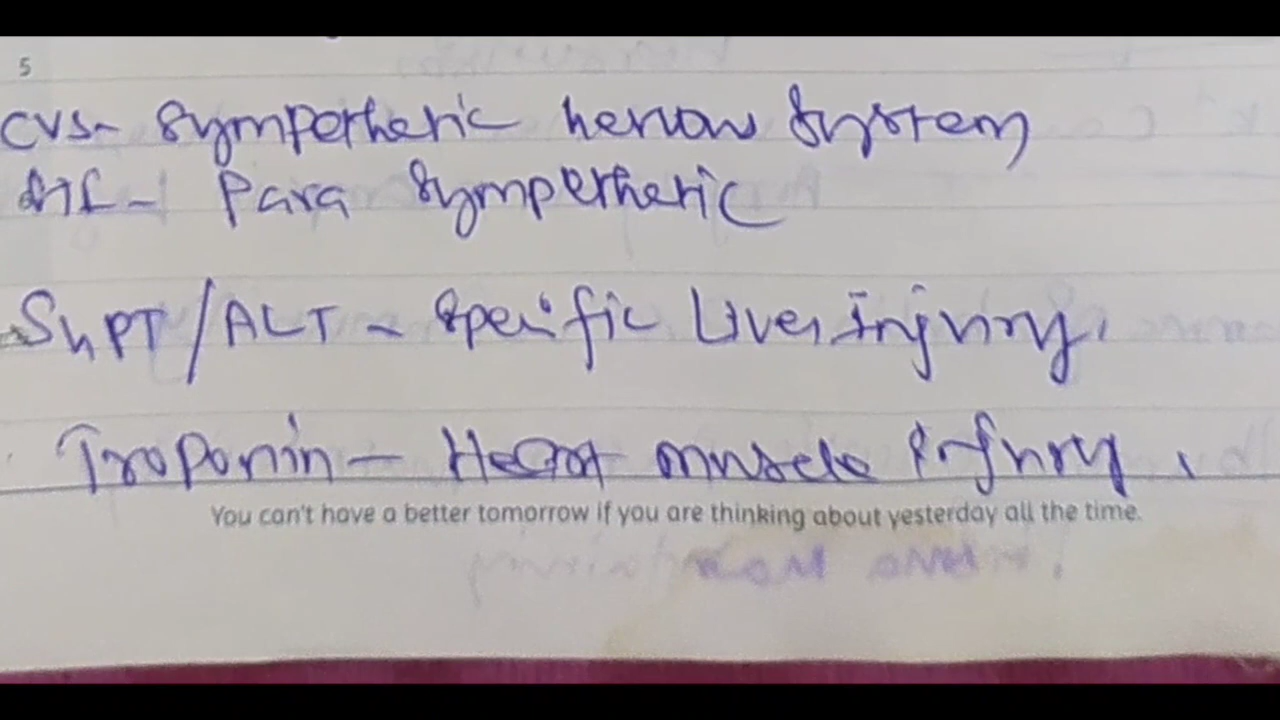 5
CVS- Sympethetic nervous System
GIT - Para Sympethetic
SGPT/ALT - Specific Liver Injury.
Troponin - Heart muscle Injury.
You can't have a better tomorrow if you are thinking about yesterday all the time.